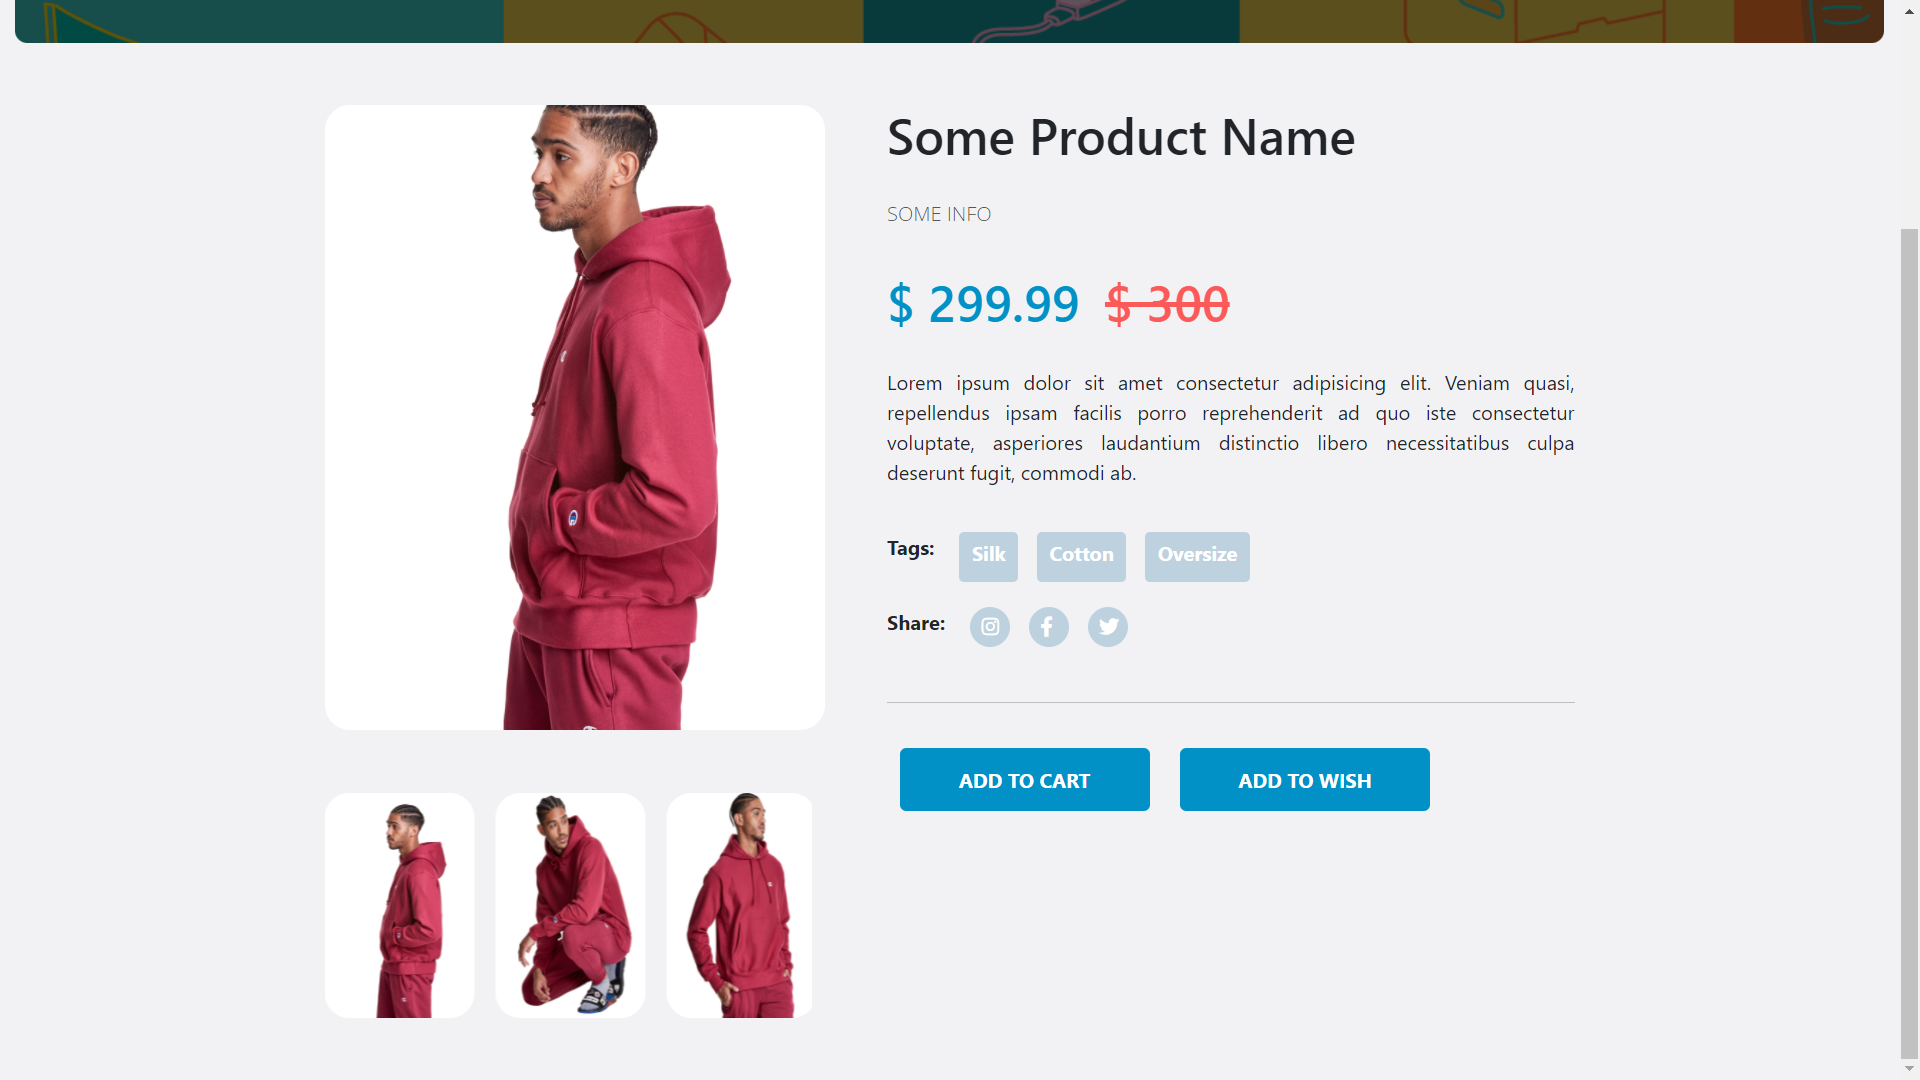 Some Product Name
SOME INFO
$ 299.99 $ 300
Lorem ipsum dolor sit amet consectetur adipisicing elit. Veniam quasi,
repellendus ipsam facilis porro reprehenderit ad quo iste consectetur
voluptate, asperiores laudantium distinctio libero necessitatibus culpa
deserunt fugit, commodi ab.
Tags: Silk Cotton Oversize
Share:
ADD TO CART ADD TO WISH